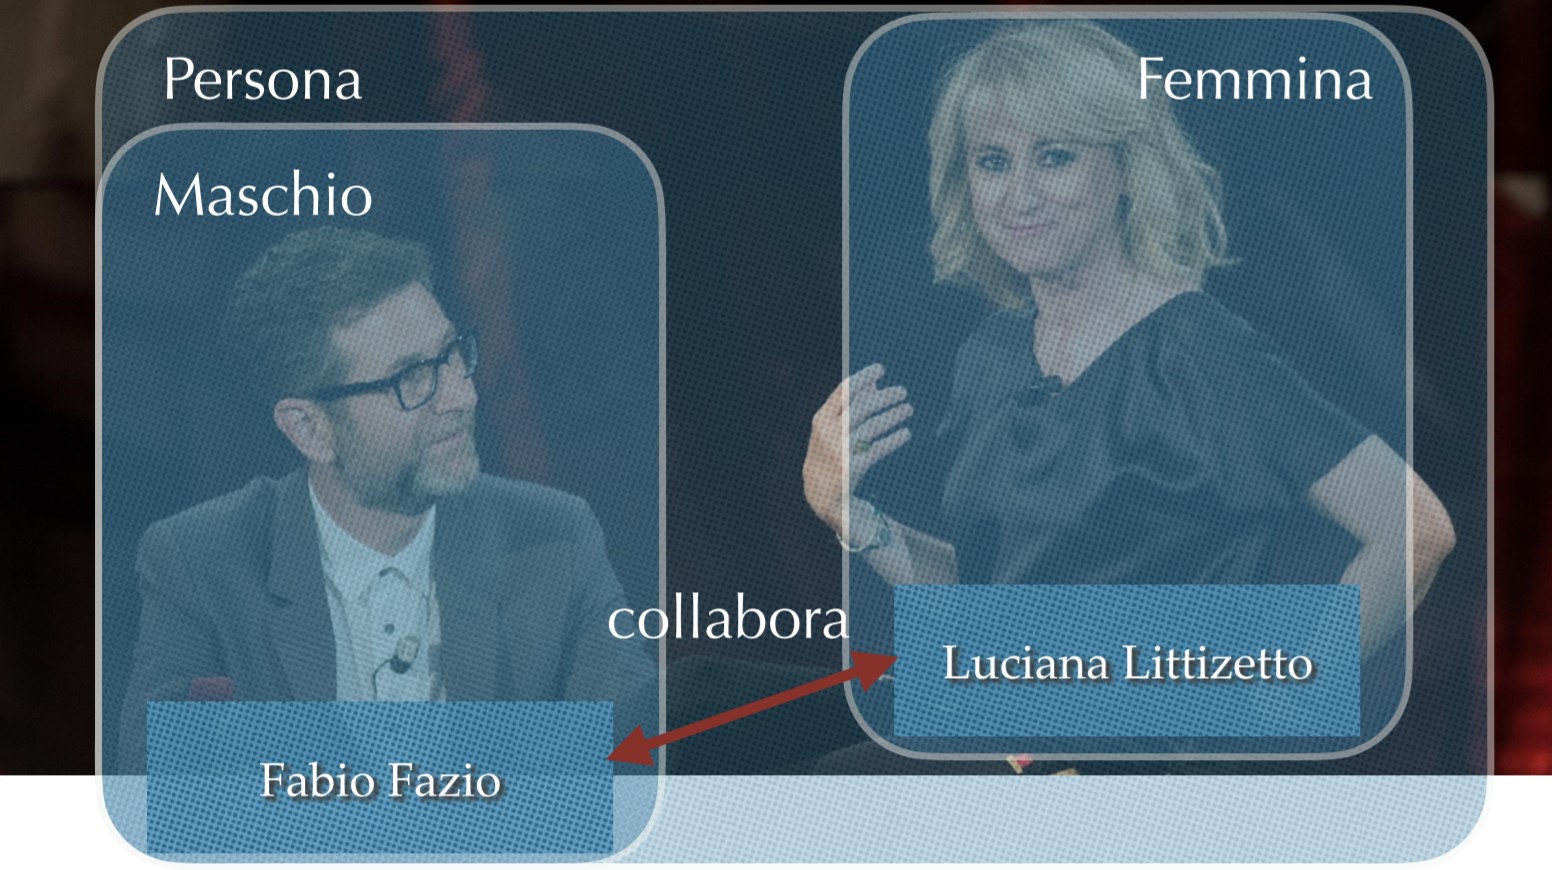 Persona
Femmina
Maschio
collabora
Luciana Littizetto
Fabio Fazio